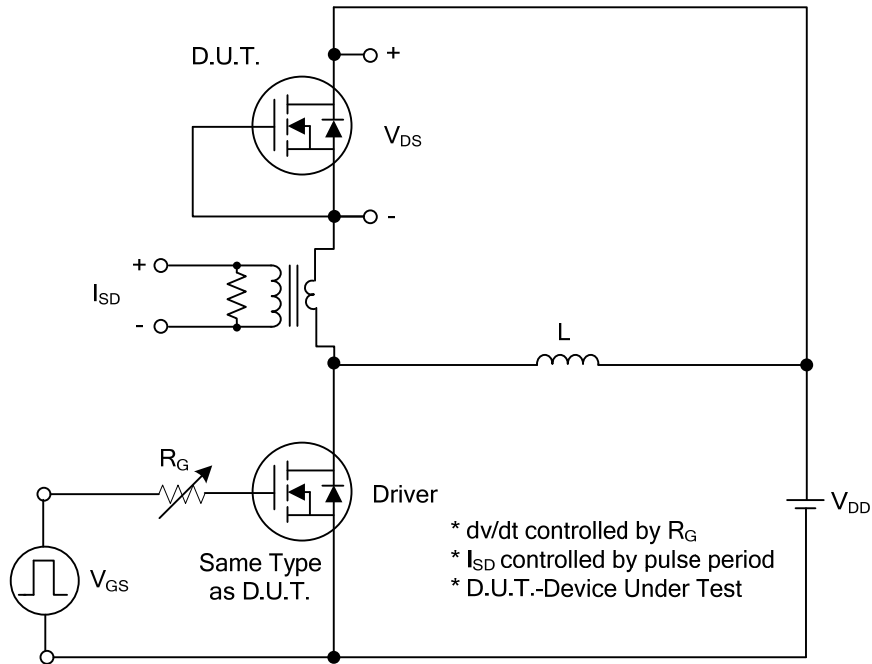 D.U.T.
+
VDS
-
+
ISD
-
L
RG
Driver
VDD
VGS
Same Type
as D.U.T.
* dv/dt controlled by RG
* ISD controlled by pulse period
* D.U.T.-Device Under Test